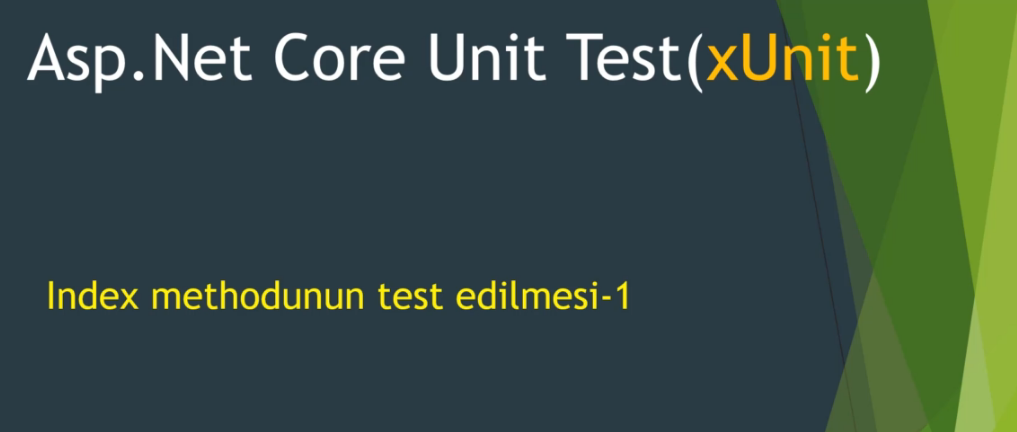 Asp.Net Core Unit Test(xUnit)
Index methodunun test edilmesi-1